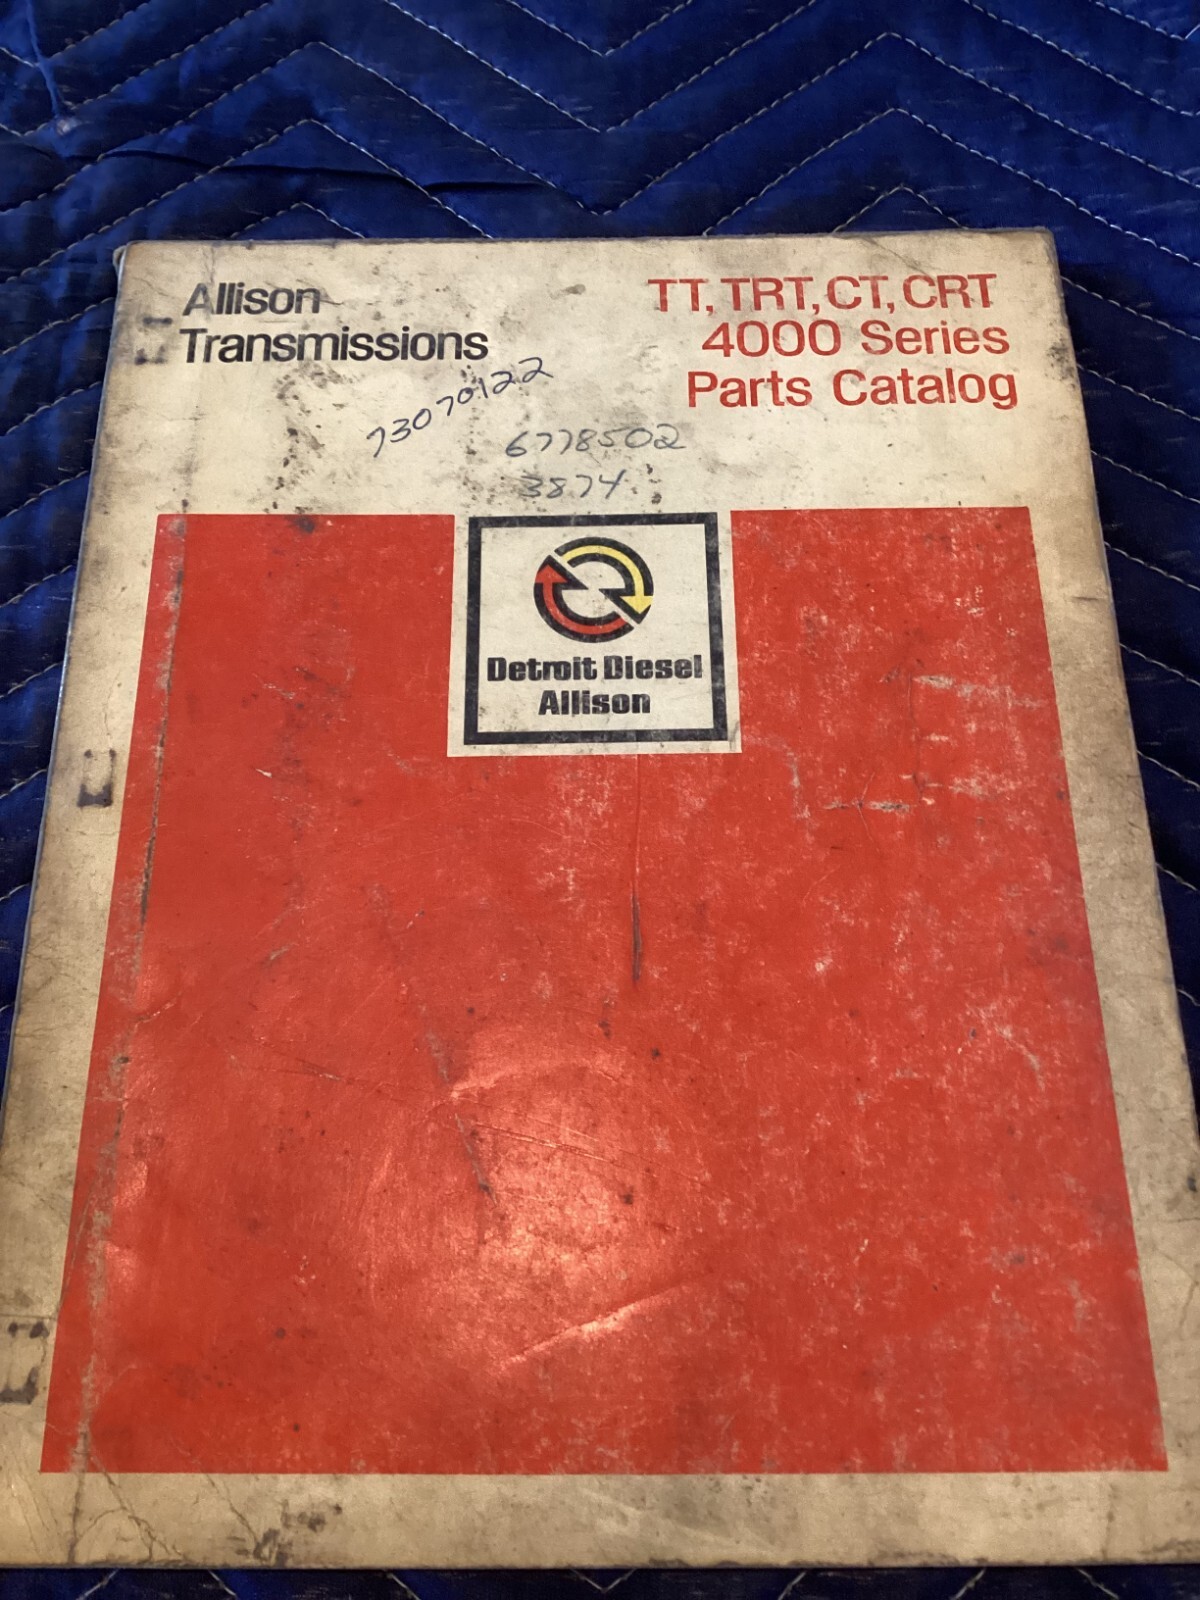 Allison
Transmissions
TT, TRT, CT, CRT
4000 Series
Parts Catalog
73070122
6778502
3874
Detroit Diesel
Allison